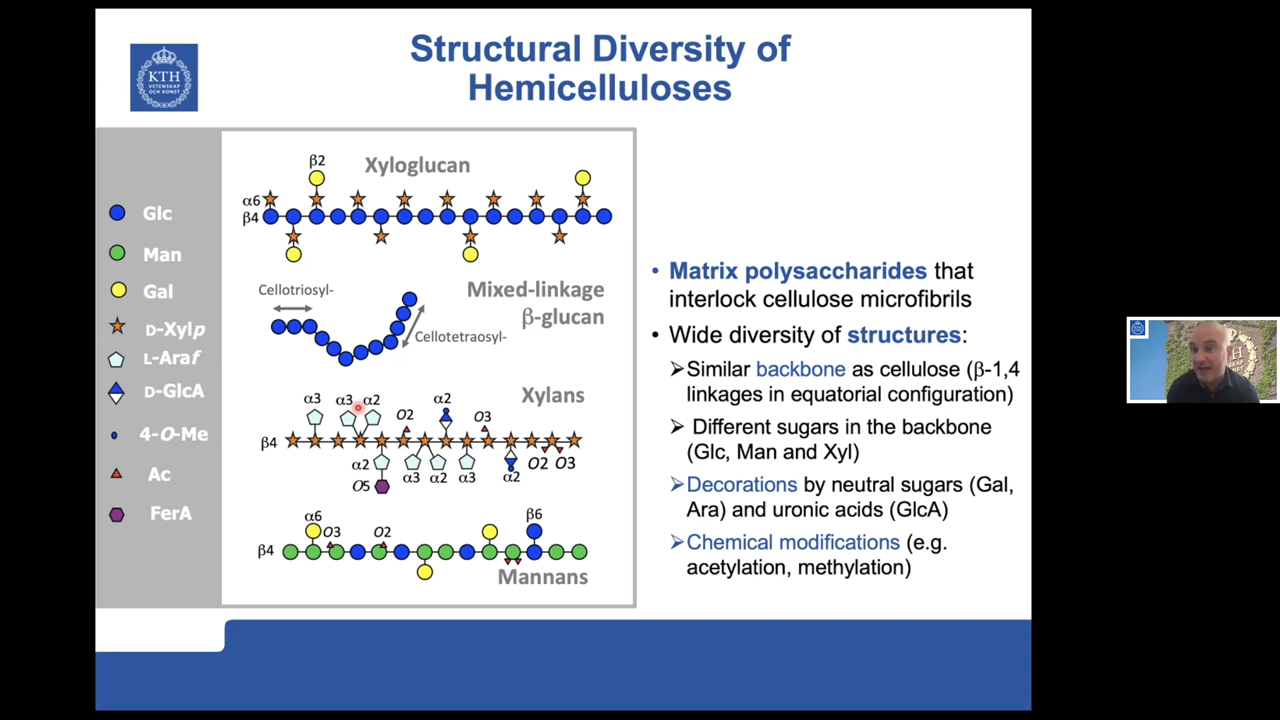 Structural Diversity of
Hemicelluloses
KTH
VETENSKAP
OCH KONST
Glc
Man
Gal
D-Xylp
L-Araf
D-GlcA
4-O-Me
Ac
FerA
Xyloglucan
β2
α6
β4
Mixed-linkage
β-glucan
Cellotriosyl-
Cellotetraosyl-
Xylans
α3 α3 α2 O2 α2 O3
β4
α2 α3 α2 α3 α2 O2 O3
O5
α6 O3 O2 β6
β4
Mannans
• Matrix polysaccharides that
interlock cellulose microfibrils
• Wide diversity of structures:
➢Similar backbone as cellulose (β-1,4
linkages in equatorial configuration)
➢ Different sugars in the backbone
(Glc, Man and Xyl)
➢Decorations by neutral sugars (Gal,
Ara) and uronic acids (GlcA)
➢Chemical modifications (e.g.
acetylation, methylation)